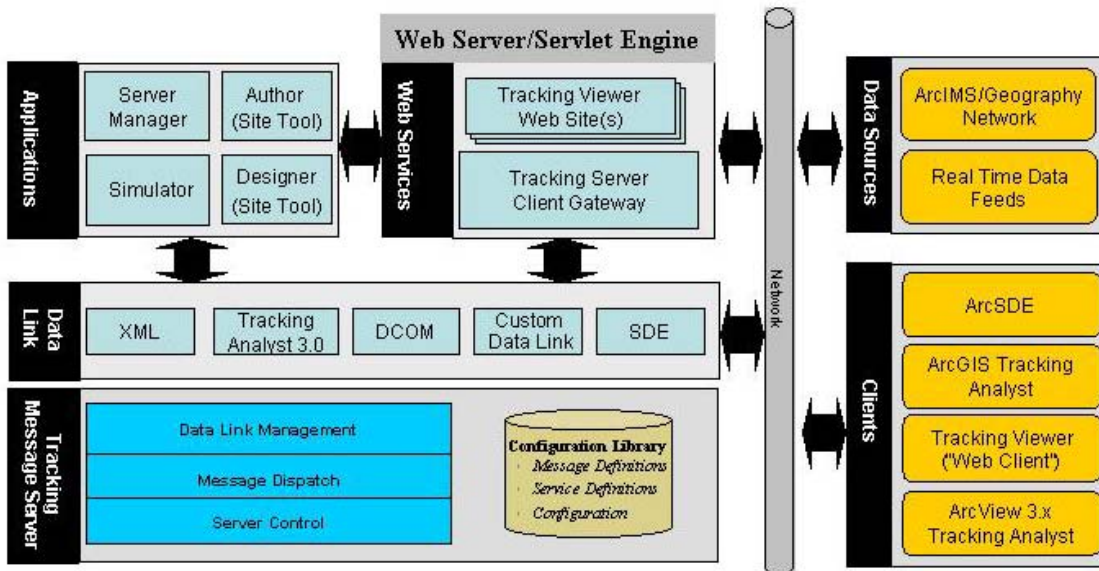 Web Server/Servlet Engine
Applications
Server
Manager
Author
(Site Tool)
Simulator
Designer
(Site Tool)
Web Services
Tracking Viewer
Web Site(s)
Tracking Server
Client Gateway
Network
Data Sources
ArcIMS/Geography
Network
Real Time Data
Feeds
Data
Link
XML
Tracking
Analyst 3.0
DCOM
Custom
Data Link
SDE
Clients
ArcSDE
ArcGIS Tracking
Analyst
Tracking Viewer
("Web Client")
ArcView 3.x
Tracking Analyst
Tracking
Message Server
Data Link Management
Message Dispatch
Server Control
Configuration Library
· Message Definitions
· Service Definitions
· Configuration